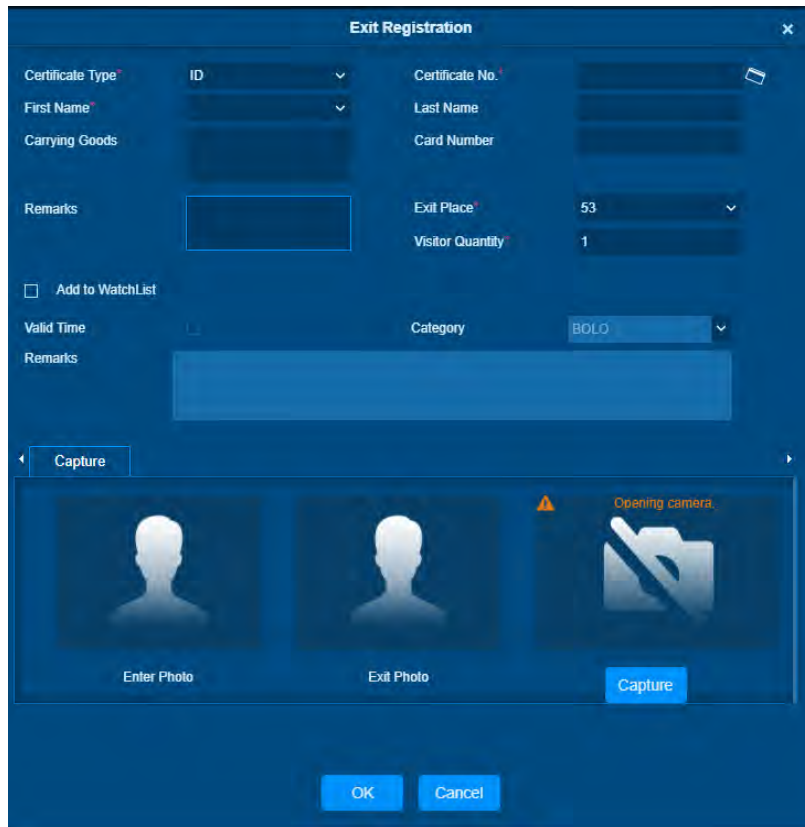 Exit Registration ×
Certificate Type* ID Certificate No.*
First Name* Last Name
Carrying Goods Card Number
Remarks Exit Place* 53
Visitor Quantity* 1
Add to WatchList
Valid Time Category BOLO
Remarks
Capture
Opening camera.
Enter Photo Exit Photo Capture
OK Cancel